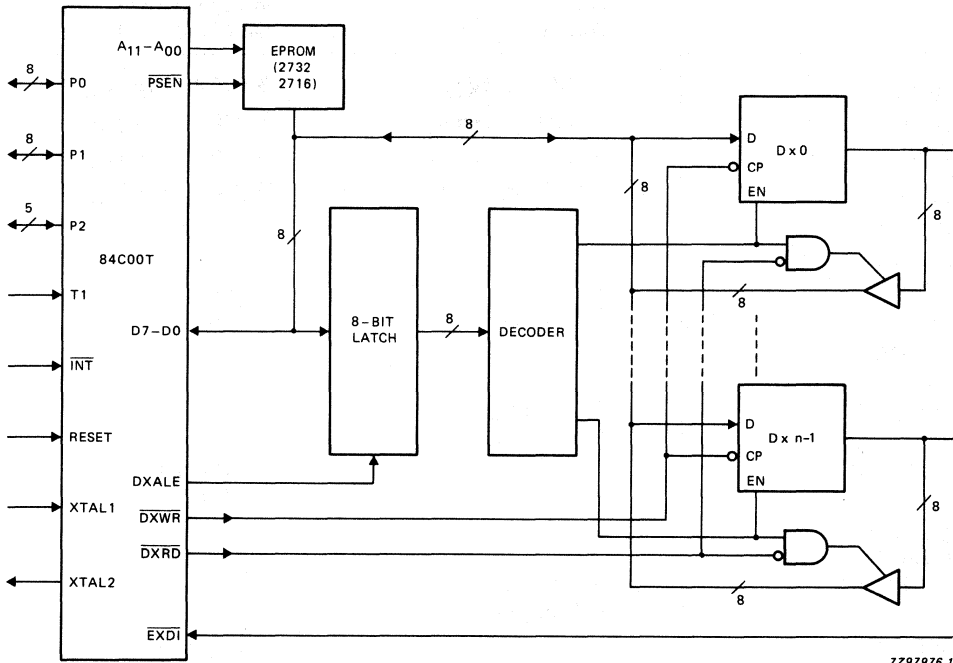 A11-A00
PSEN
EPROM
(2732
2716)
8
P0
8
P1
5
P2
84C00T
T1
INT
RESET
XTAL1
XTAL2
D7-D0
DXALE
DXWR
DXRD
EXDI
8
8
8-BIT
LATCH
8
DECODER
8
D
Dx0
CP
EN
8
8
D
Dx n-1
CP
EN
8
8
7Z97976.1